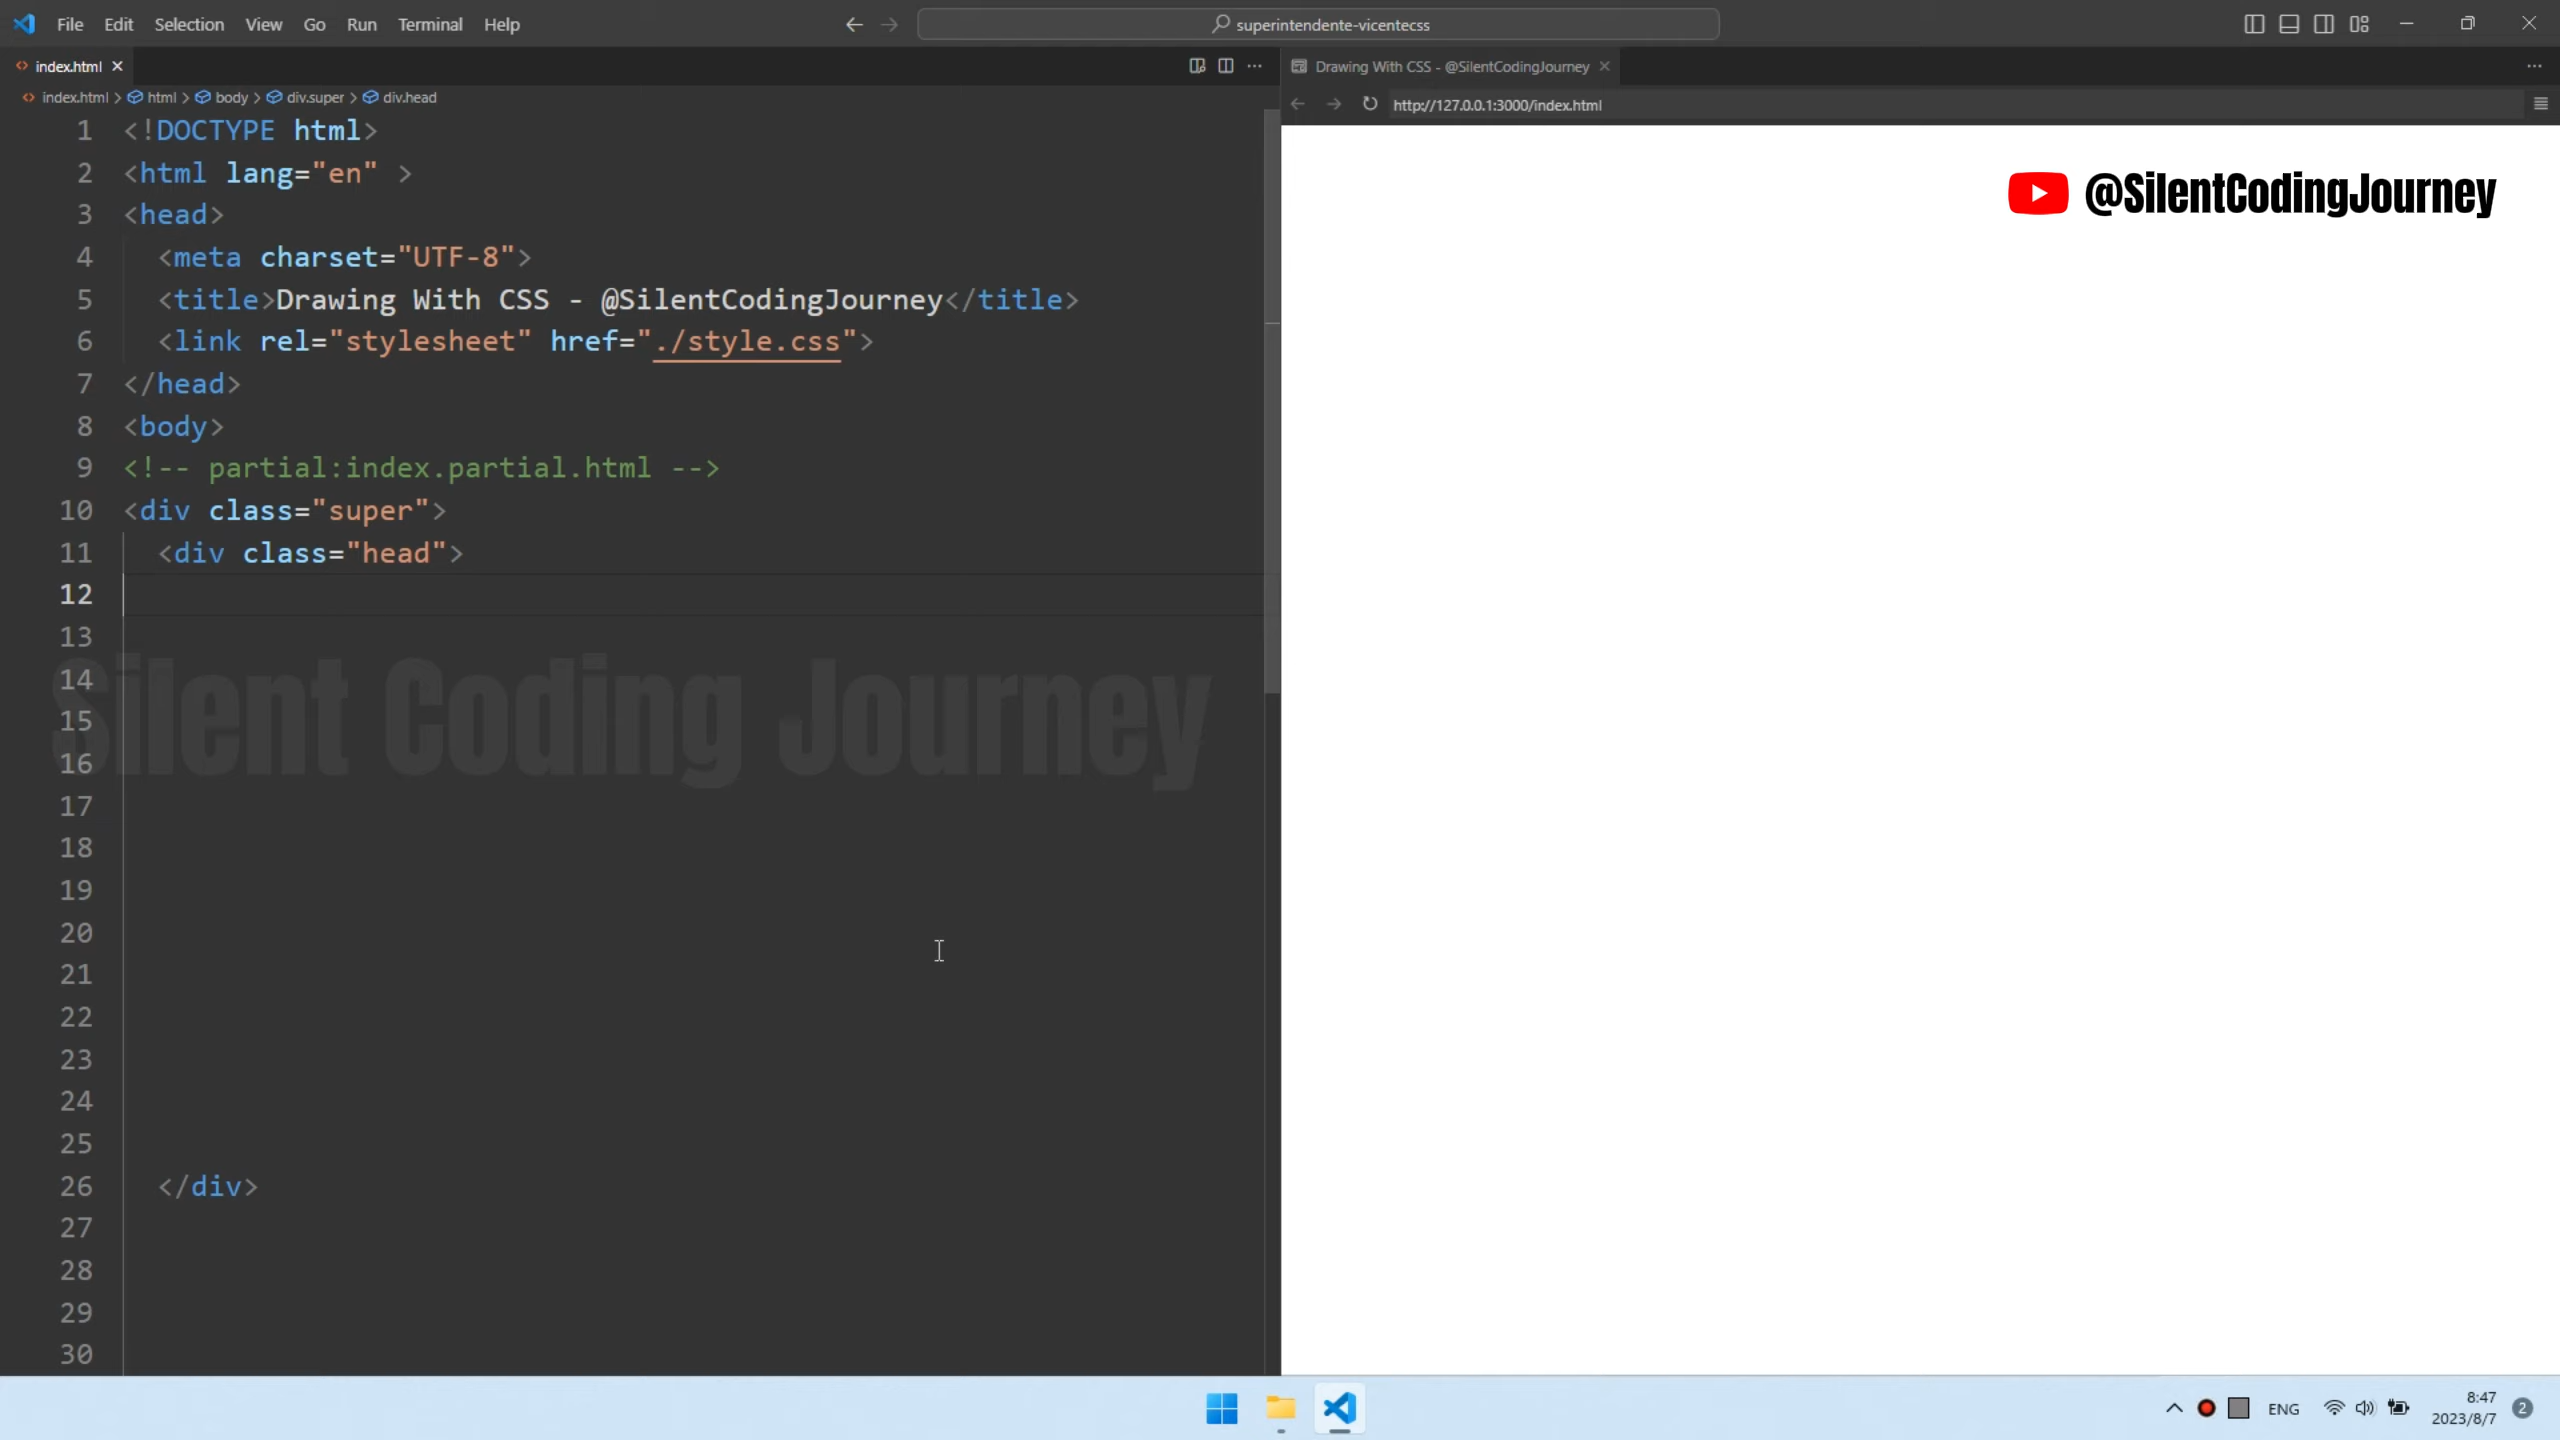 File Edit Selection View Go Run Terminal Help
superintendente-vicentecss
index.html
Drawing With CSS - @SilentCodingJourney
index.html > html > body > div.super > div.head
http://127.0.0.1:3000/index.html
@SilentCodingJourney
1 <!DOCTYPE html>
2 <html lang="en" >
3 <head>
4 <meta charset="UTF-8">
5 <title>Drawing With CSS - @SilentCodingJourney</title>
6 <link rel="stylesheet" href="./style.css">
7 </head>
8 <body>
9 <!-- partial:index.partial.html -->
10 <div class="super">
11 <div class="head">
12
13
14
Silent Coding Journey
15
16
17
18
19
20
21
22
23
24
25
26 </div>
27
28
29
30
ENG
8:47
2023/8/7
2